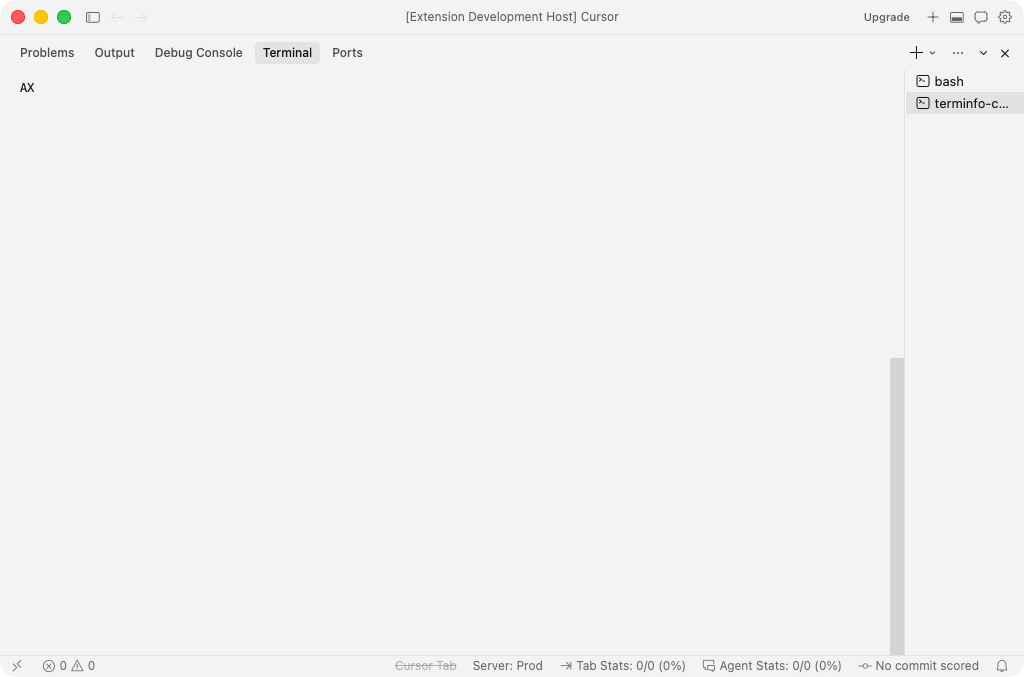 [Extension Development Host] Cursor
Upgrade
Problems Output Debug Console Terminal Ports
AX
bash
terminfo-c...
0 0 Cursor Tab Server: Prod Tab Stats: 0/0 (0%) Agent Stats: 0/0 (0%) No commit scored